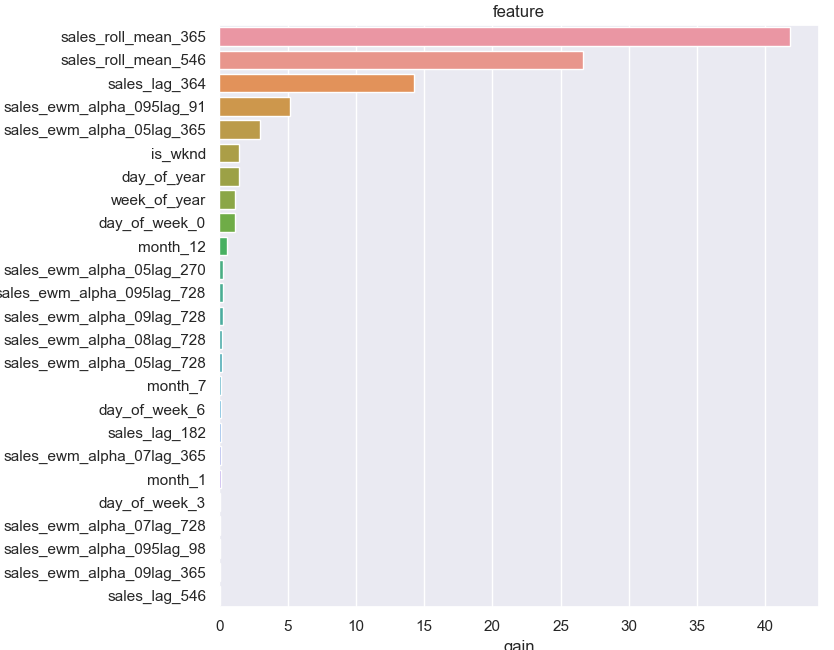 feature
sales_roll_mean_365
sales_roll_mean_546
sales_lag_364
sales_ewm_alpha_095lag_91
sales_ewm_alpha_05lag_365
is_wknd
day_of_year
week_of_year
day_of_week_0
month_12
sales_ewm_alpha_05lag_270
sales_ewm_alpha_095lag_728
sales_ewm_alpha_09lag_728
sales_ewm_alpha_08lag_728
sales_ewm_alpha_05lag_728
month_7
day_of_week_6
sales_lag_182
sales_ewm_alpha_07lag_365
month_1
day_of_week_3
sales_ewm_alpha_07lag_728
sales_ewm_alpha_095lag_98
sales_ewm_alpha_09lag_365
sales_lag_546
0 5 10 15 20 25 30 35 40
gain